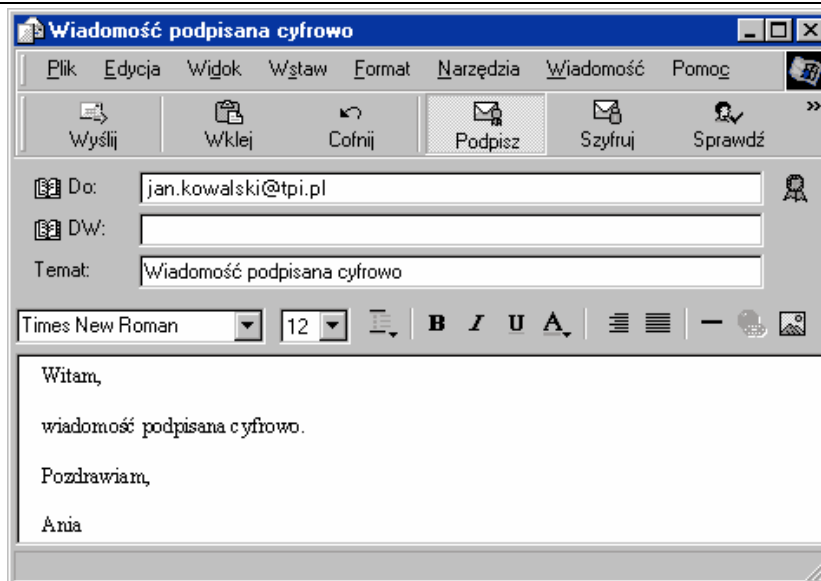 Wiadomość podpisana cyfrowo
Plik Edycja Widok Wstaw Format Narzędzia Wiadomość Pomoc
Wyślij Wklej Cofnij Podpisz Szyfruj Sprawdź »
Do: jan.kowalski@tpi.pl
DW:
Temat: Wiadomość podpisana cyfrowo
Times New Roman 12 B I U A
Witam,
wiadomość podpisana cyfrowo.
Pozdrawiam,
Ania